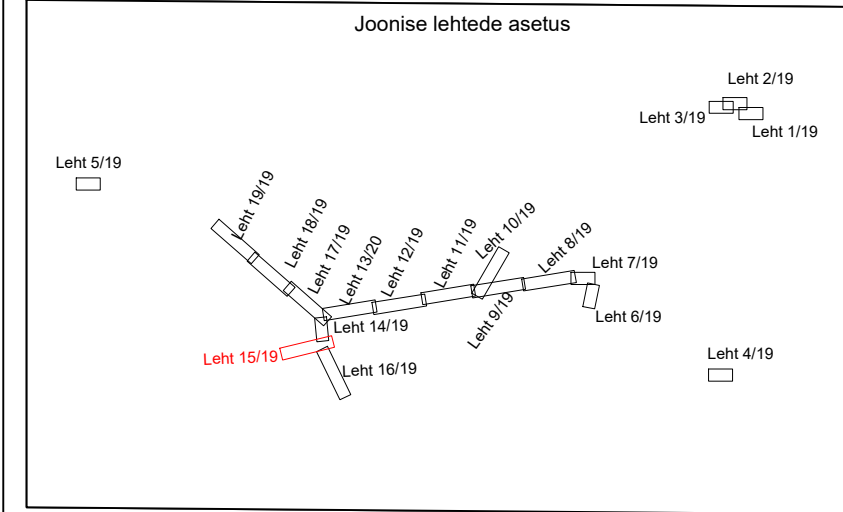 Joonise lehtede asetus
Leht 2/19
Leht 3/19
Leht 1/19
Leht 5/19
Leht 19/19
Leht 18/19
Leht 17/19
Leht 13/20
Leht 12/19
Leht 11/19
Leht 10/19
Leht 9/19
Leht 8/19
Leht 7/19
Leht 6/19
Leht 14/19
Leht 15/19
Leht 16/19
Leht 4/19